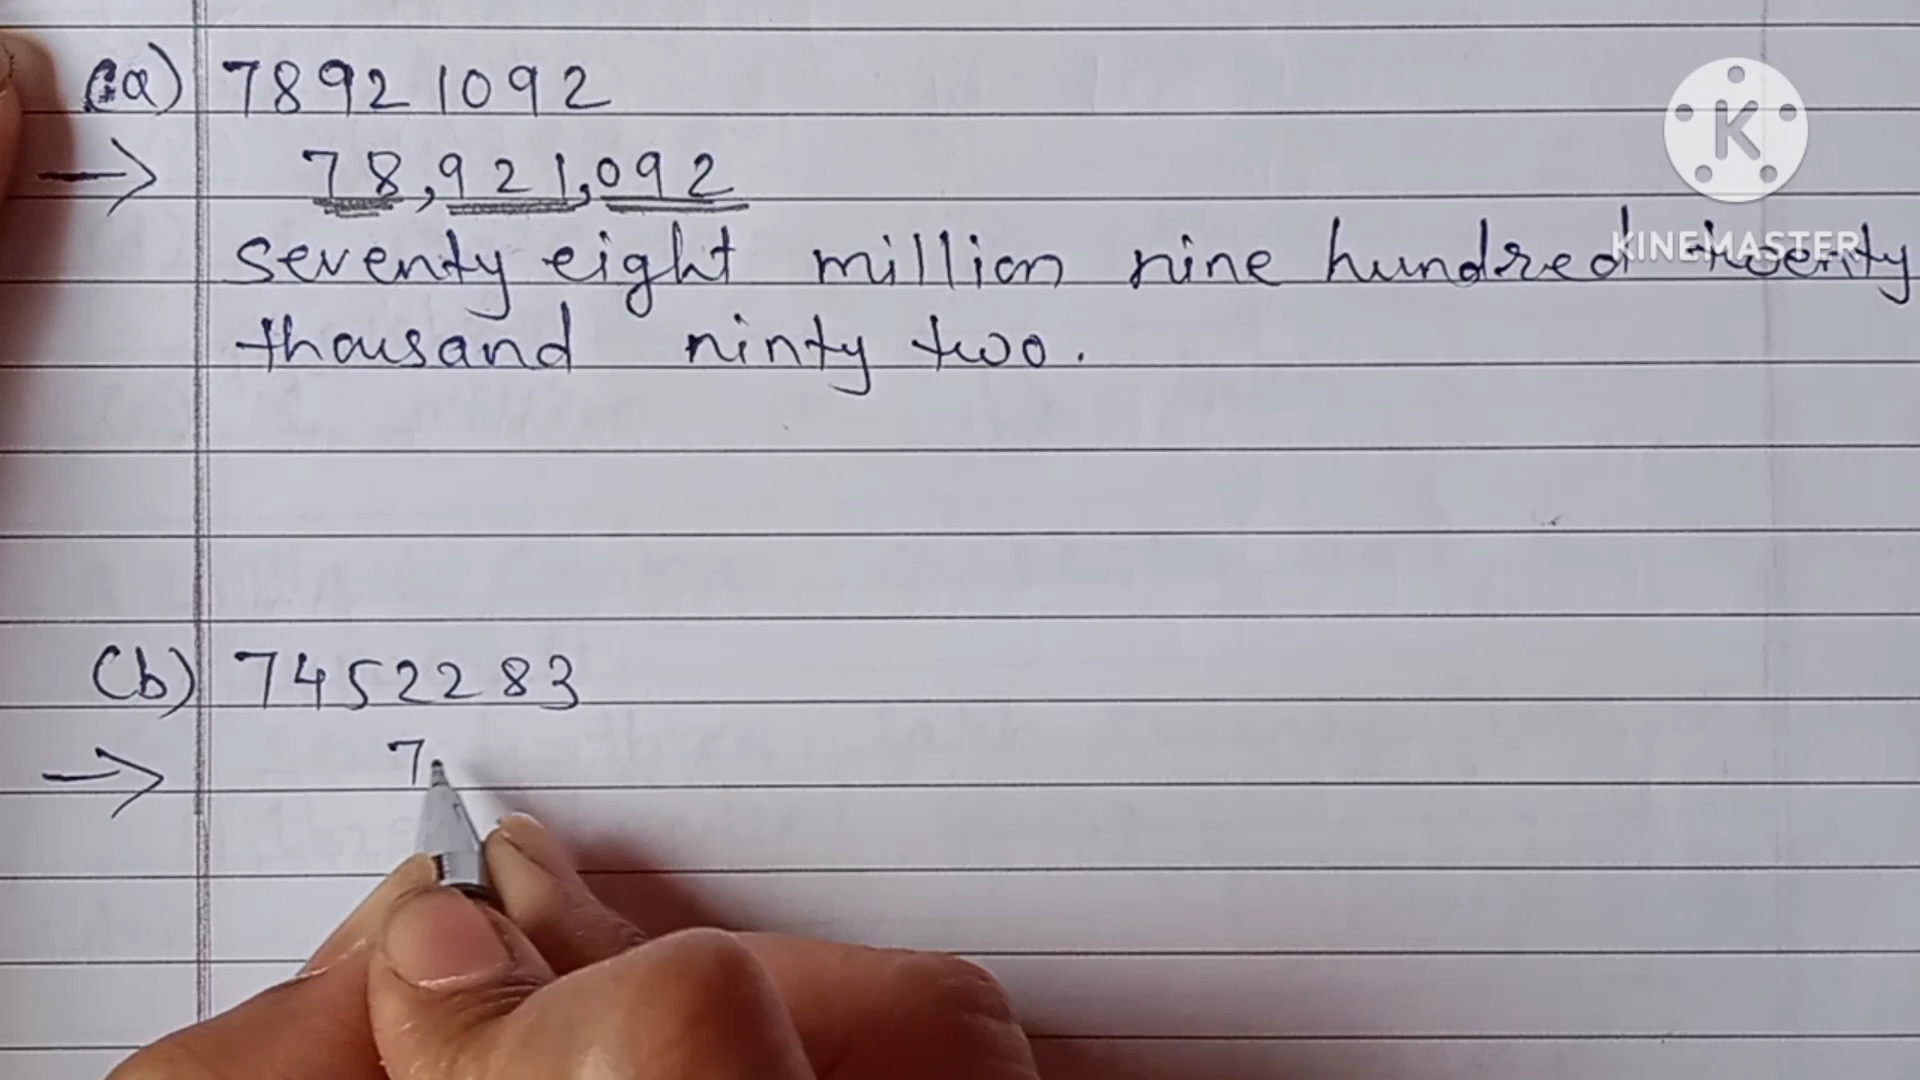 (a) 78921092
→ 78,921,092
seventy eight million nine hundred twenty
thousand ninty two.
(b) 7452283
→ 7
K
KINEMASTER